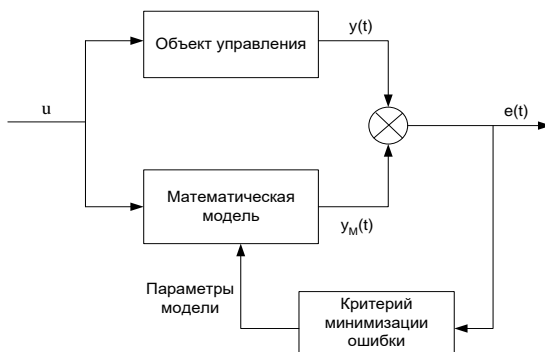 y(t)
Объект управления
e(t)
u
Математическая
модель
y_M(t)
Параметры
модели
Критерий
минимизации
ошибки